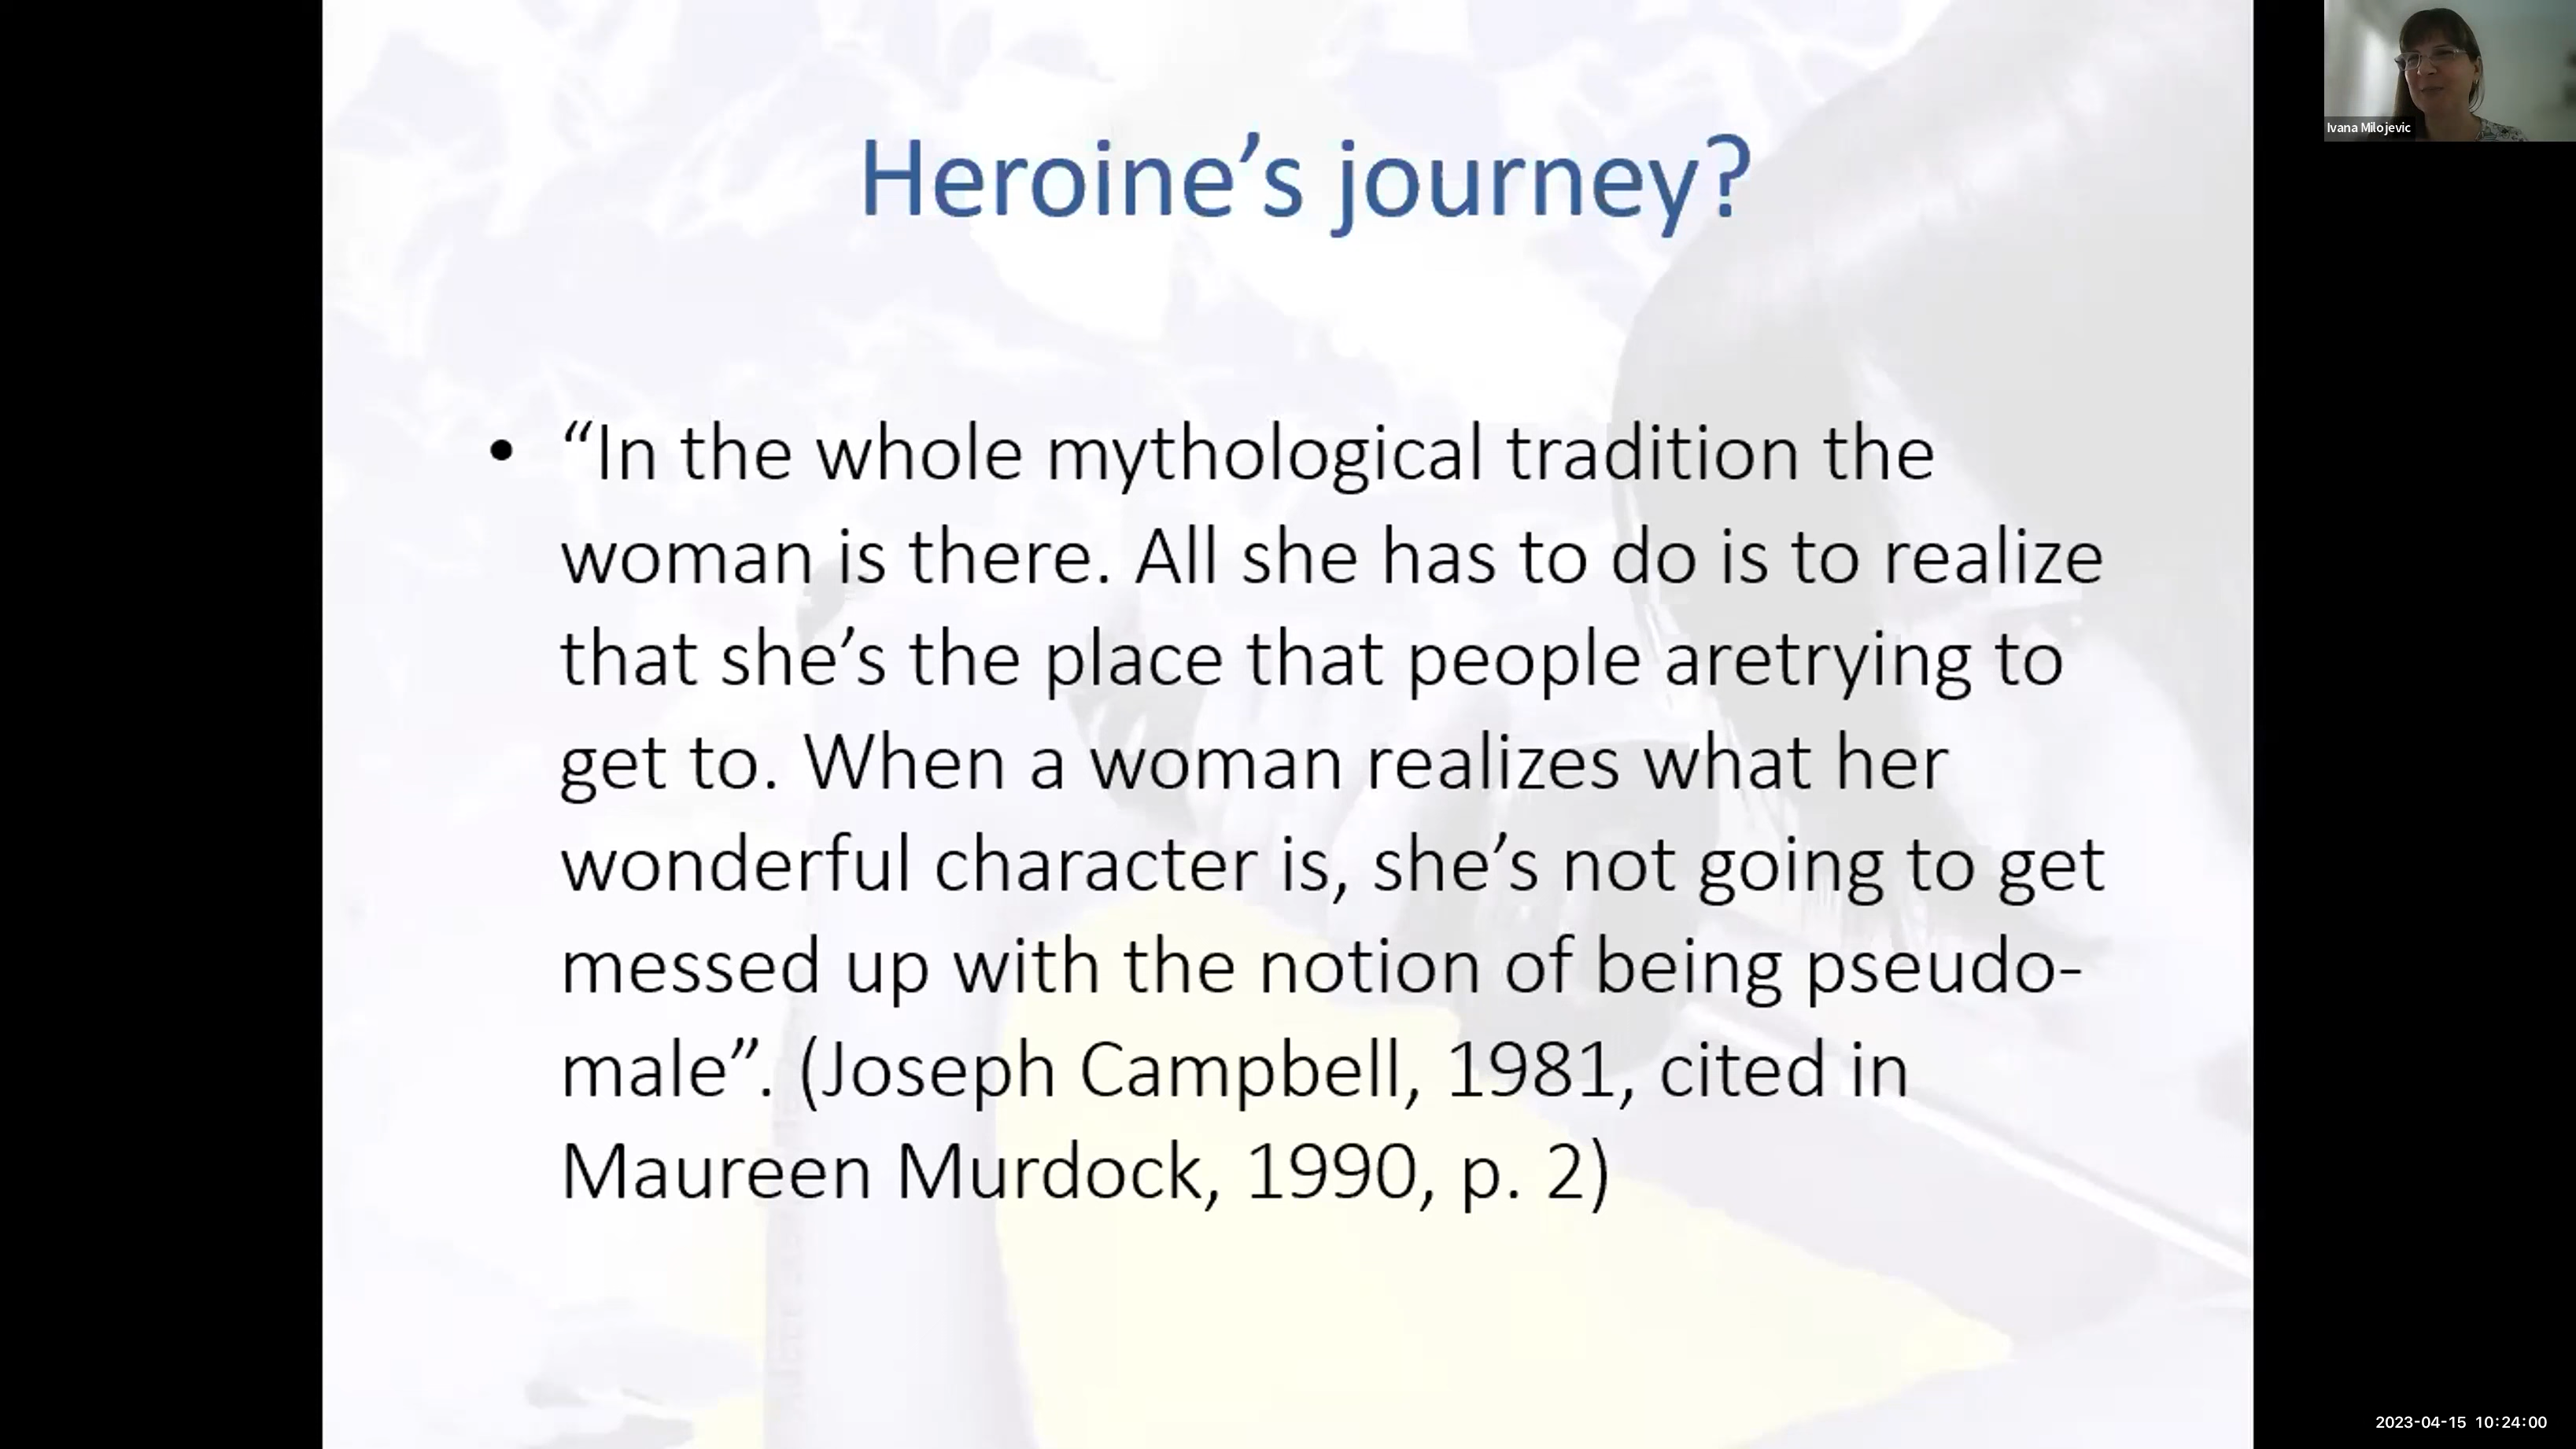 Heroine’s journey?
• “In the whole mythological tradition the
woman is there. All she has to do is to realize
that she’s the place that people aretrying to
get to. When a woman realizes what her
wonderful character is, she’s not going to get
messed up with the notion of being pseudo-
male”. (Joseph Campbell, 1981, cited in
Maureen Murdock, 1990, p. 2)
Ivana Milojevic
2023-04-15 10:24:00